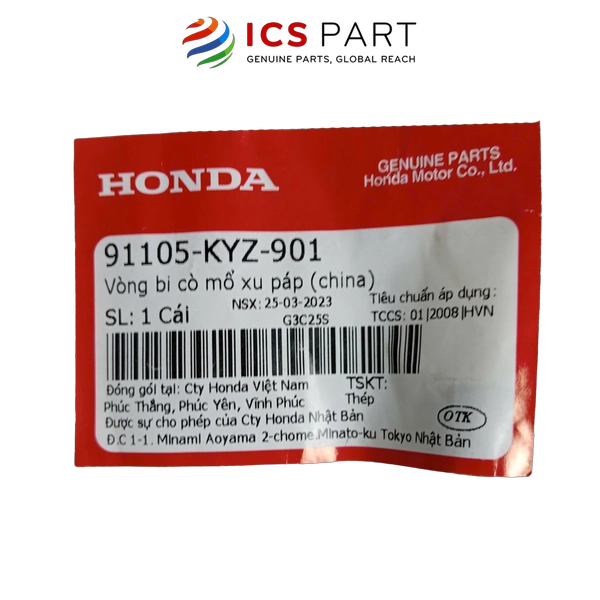 ICS PART
GENUINE PARTS, GLOBAL REACH
HONDA
GENUINE PARTS
Honda Motor Co., Ltd.
91105-KYZ-901
Vòng bi cò mổ xu páp (china)
NSX: 25-03-2023
Tiêu chuẩn áp dụng:
SL: 1 Cái
G3C25S
TCCS: 01|2008|HVN
Đóng gói tại: Cty Honda Việt Nam
TSKT:
Phúc Thắng, Phúc Yên, Vĩnh Phúc
Thép
Được sự cho phép của Cty Honda Nhật Bản
OTK
Đ.C 1-1. Minami Aoyama 2-chome.Minato-ku Tokyo Nhật Bản